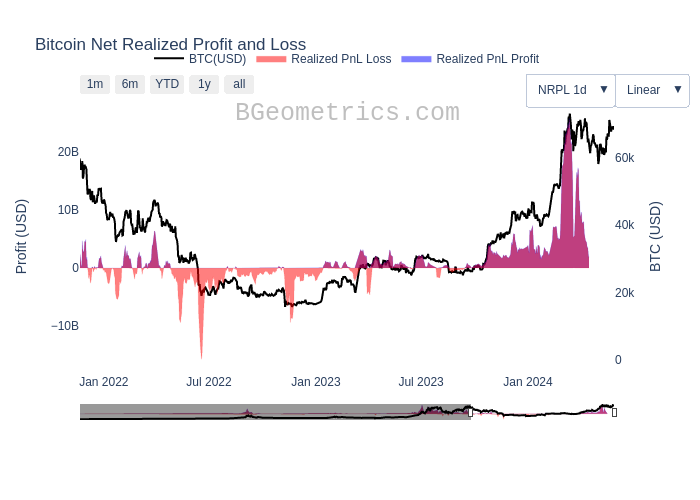 Bitcoin Net Realized Profit and Loss
BTC(USD) Realized PnL Loss Realized PnL Profit
1m 6m YTD 1y all NRPL 1d ▼ Linear ▼
BGeometrics.com
20B
10B
0
−10B
Profit (USD)
60k
40k
20k
0
BTC (USD)
Jan 2022 Jul 2022 Jan 2023 Jul 2023 Jan 2024